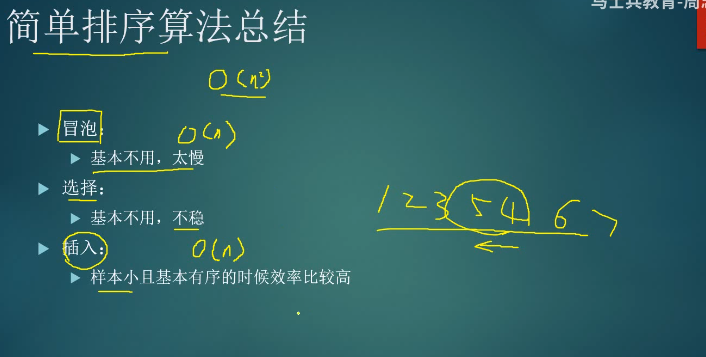 马士兵教育-周志
简单排序算法总结
O(n²)
冒泡: O(n)
基本不用，太慢
选择:
基本不用，不稳
1 2 3 5 4 6 7
插入: O(n)
样本小且基本有序的时候效率比较高